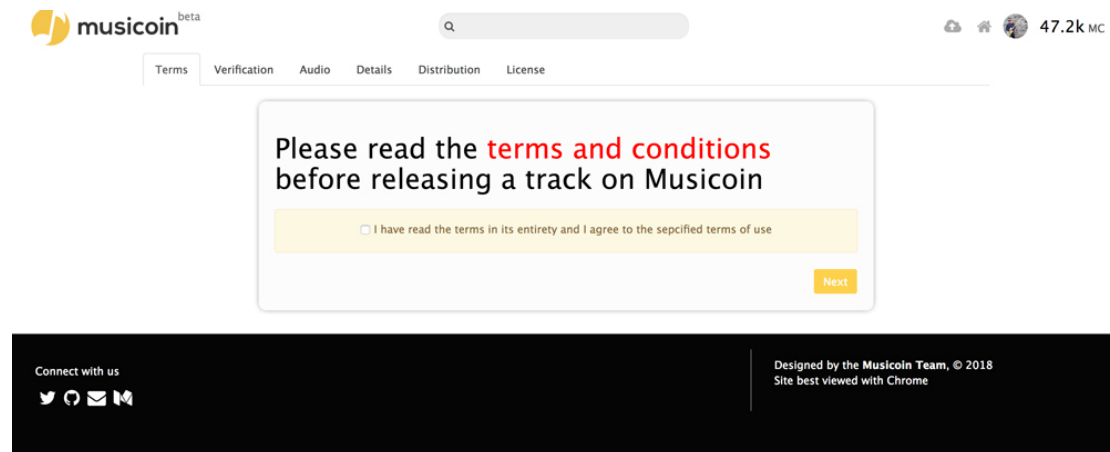 musicoin beta
47.2k MC
Terms Verification Audio Details Distribution License
Please read the terms and conditions
before releasing a track on Musicoin
I have read the terms in its entirety and I agree to the sepcified terms of use
Next
Connect with us
Designed by the Musicoin Team, © 2018
Site best viewed with Chrome